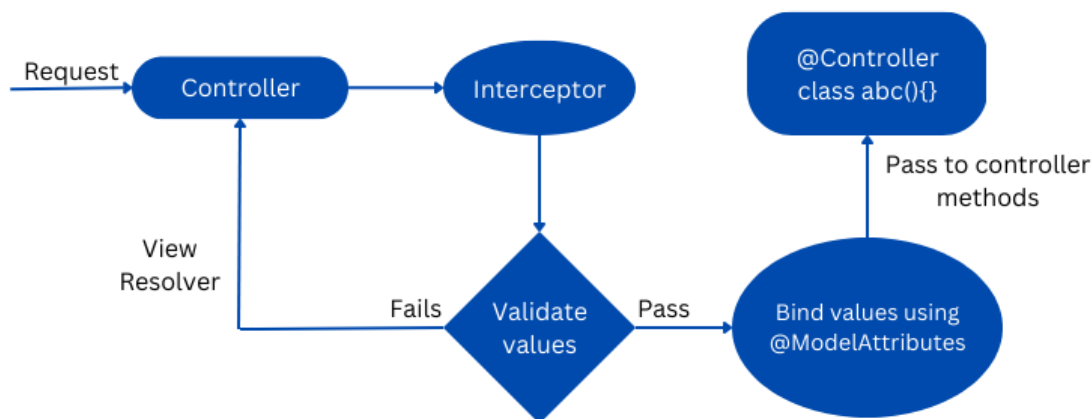 Request
Controller
Interceptor
@Controller
class abc(){}
Pass to controller
methods
View
Resolver
Fails
Validate
values
Pass
Bind values using
@ModelAttributes